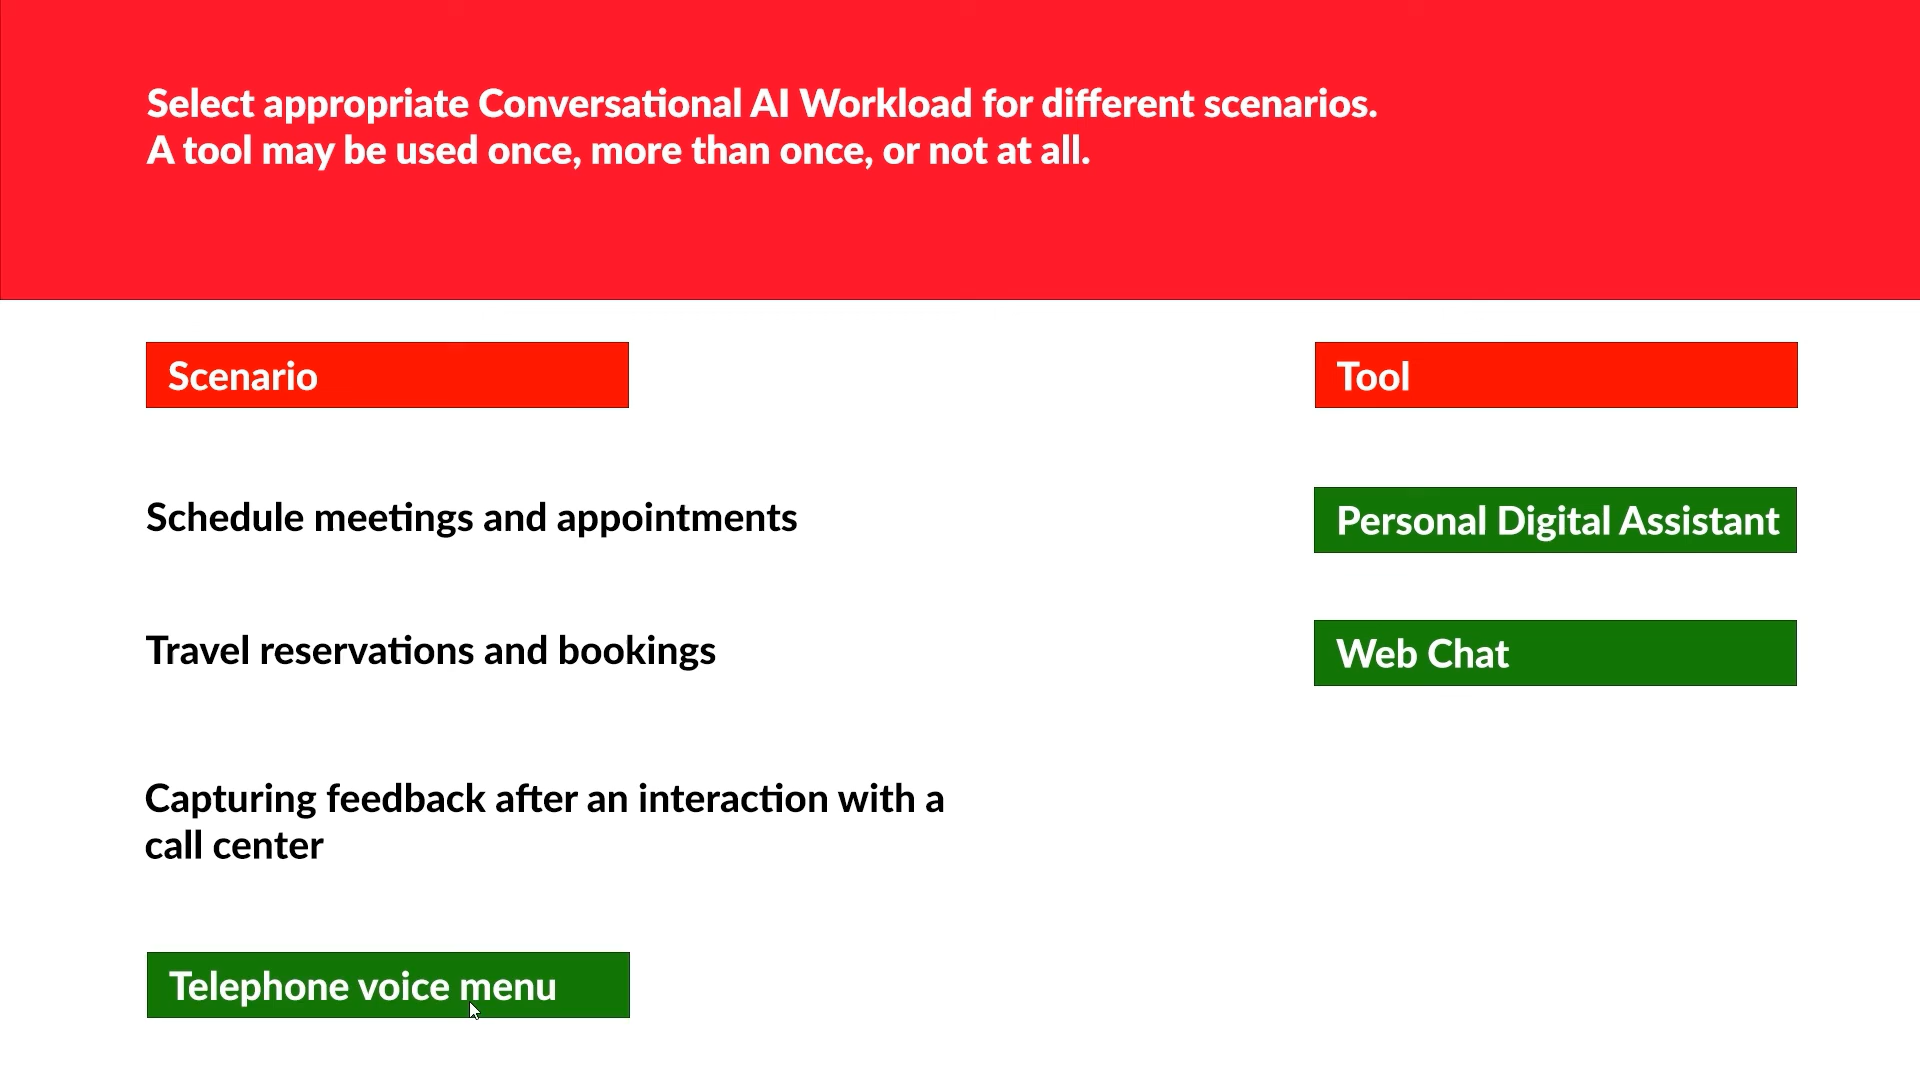 Select appropriate Conversational AI Workload for different scenarios.
A tool may be used once, more than once, or not at all.
Scenario
Tool
Schedule meetings and appointments
Personal Digital Assistant
Travel reservations and bookings
Web Chat
Capturing feedback after an interaction with a
call center
Telephone voice menu